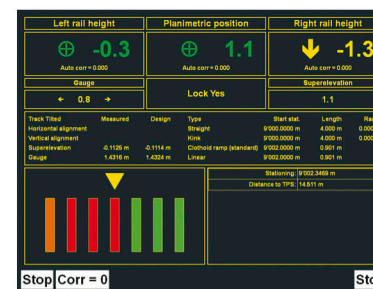 Left rail height Planimetric position Right rail height
-0.3 1.1 -1.3
Auto corr = 0.000 Auto corr = 0.000 Auto corr = 0.000
Gauge Lock Yes Superelevation
← 0.8 → 1.1
Track Tilted Measured Design Type Start stat. Length
Horizontal alignment Straight 9'000.0000 m 4.000 m 0.000
Vertical alignment Kink 9'000.0000 m 4.000 m 0.000
Superelevation -0.1125 m -0.1114 m Clothoid ramp (standard) 9'002.0000 m 0.901 m
Gauge 1.4316 m 1.4324 m Linear 9'002.0000 m 0.901 m
Stationing: 9'002.3469 m
Distance to TPS: 14.511 m
Stop Corr = 0